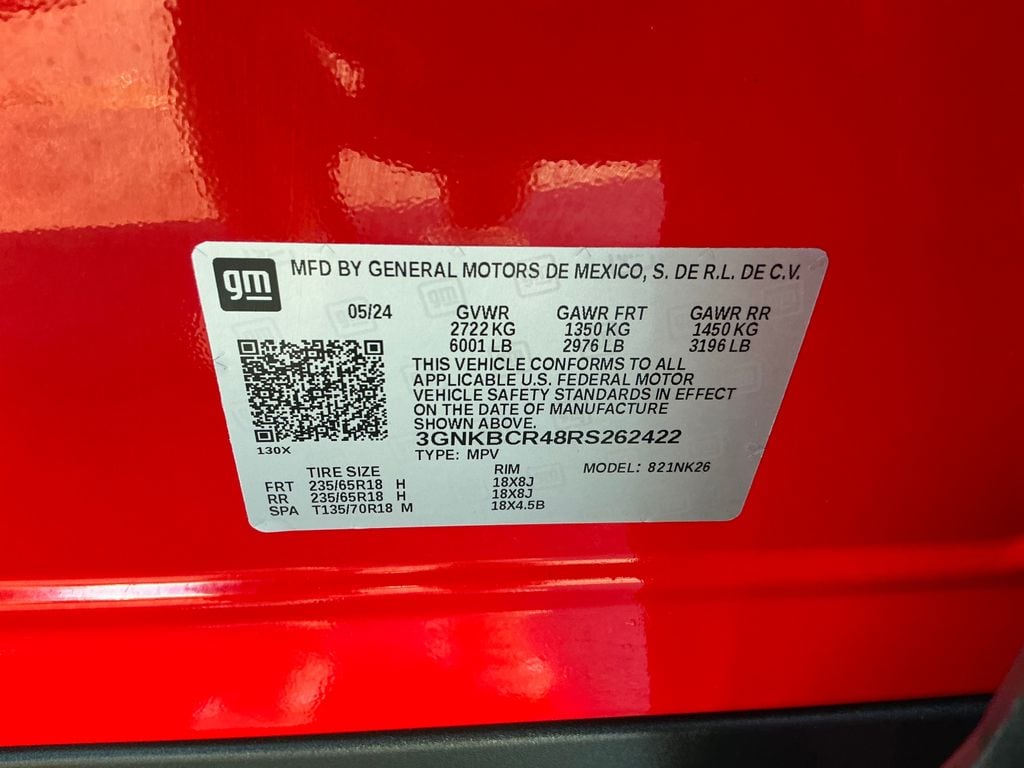 gm MFD BY GENERAL MOTORS DE MEXICO, S. DE R.L. DE C.V.
05/24 GVWR GAWR FRT GAWR RR
2722 KG 1350 KG 1450 KG
6001 LB 2976 LB 3196 LB
THIS VEHICLE CONFORMS TO ALL
APPLICABLE U.S. FEDERAL MOTOR
VEHICLE SAFETY STANDARDS IN EFFECT
ON THE DATE OF MANUFACTURE
SHOWN ABOVE.
3GNKBCR48RS262422
130X TYPE: MPV
TIRE SIZE RIM MODEL: 821NK26
FRT 235/65R18 H 18X8J
RR 235/65R18 H 18X8J
SPA T135/70R18 M 18X4.5B